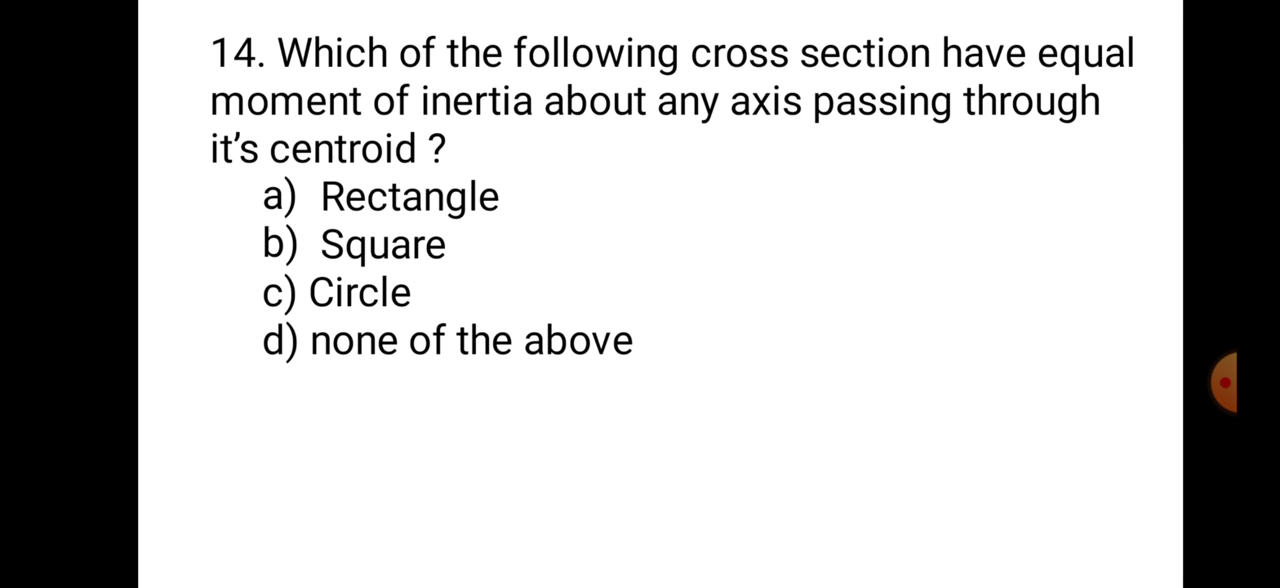 14. Which of the following cross section have equal
moment of inertia about any axis passing through
it’s centroid ?
a) Rectangle
b) Square
c) Circle
d) none of the above